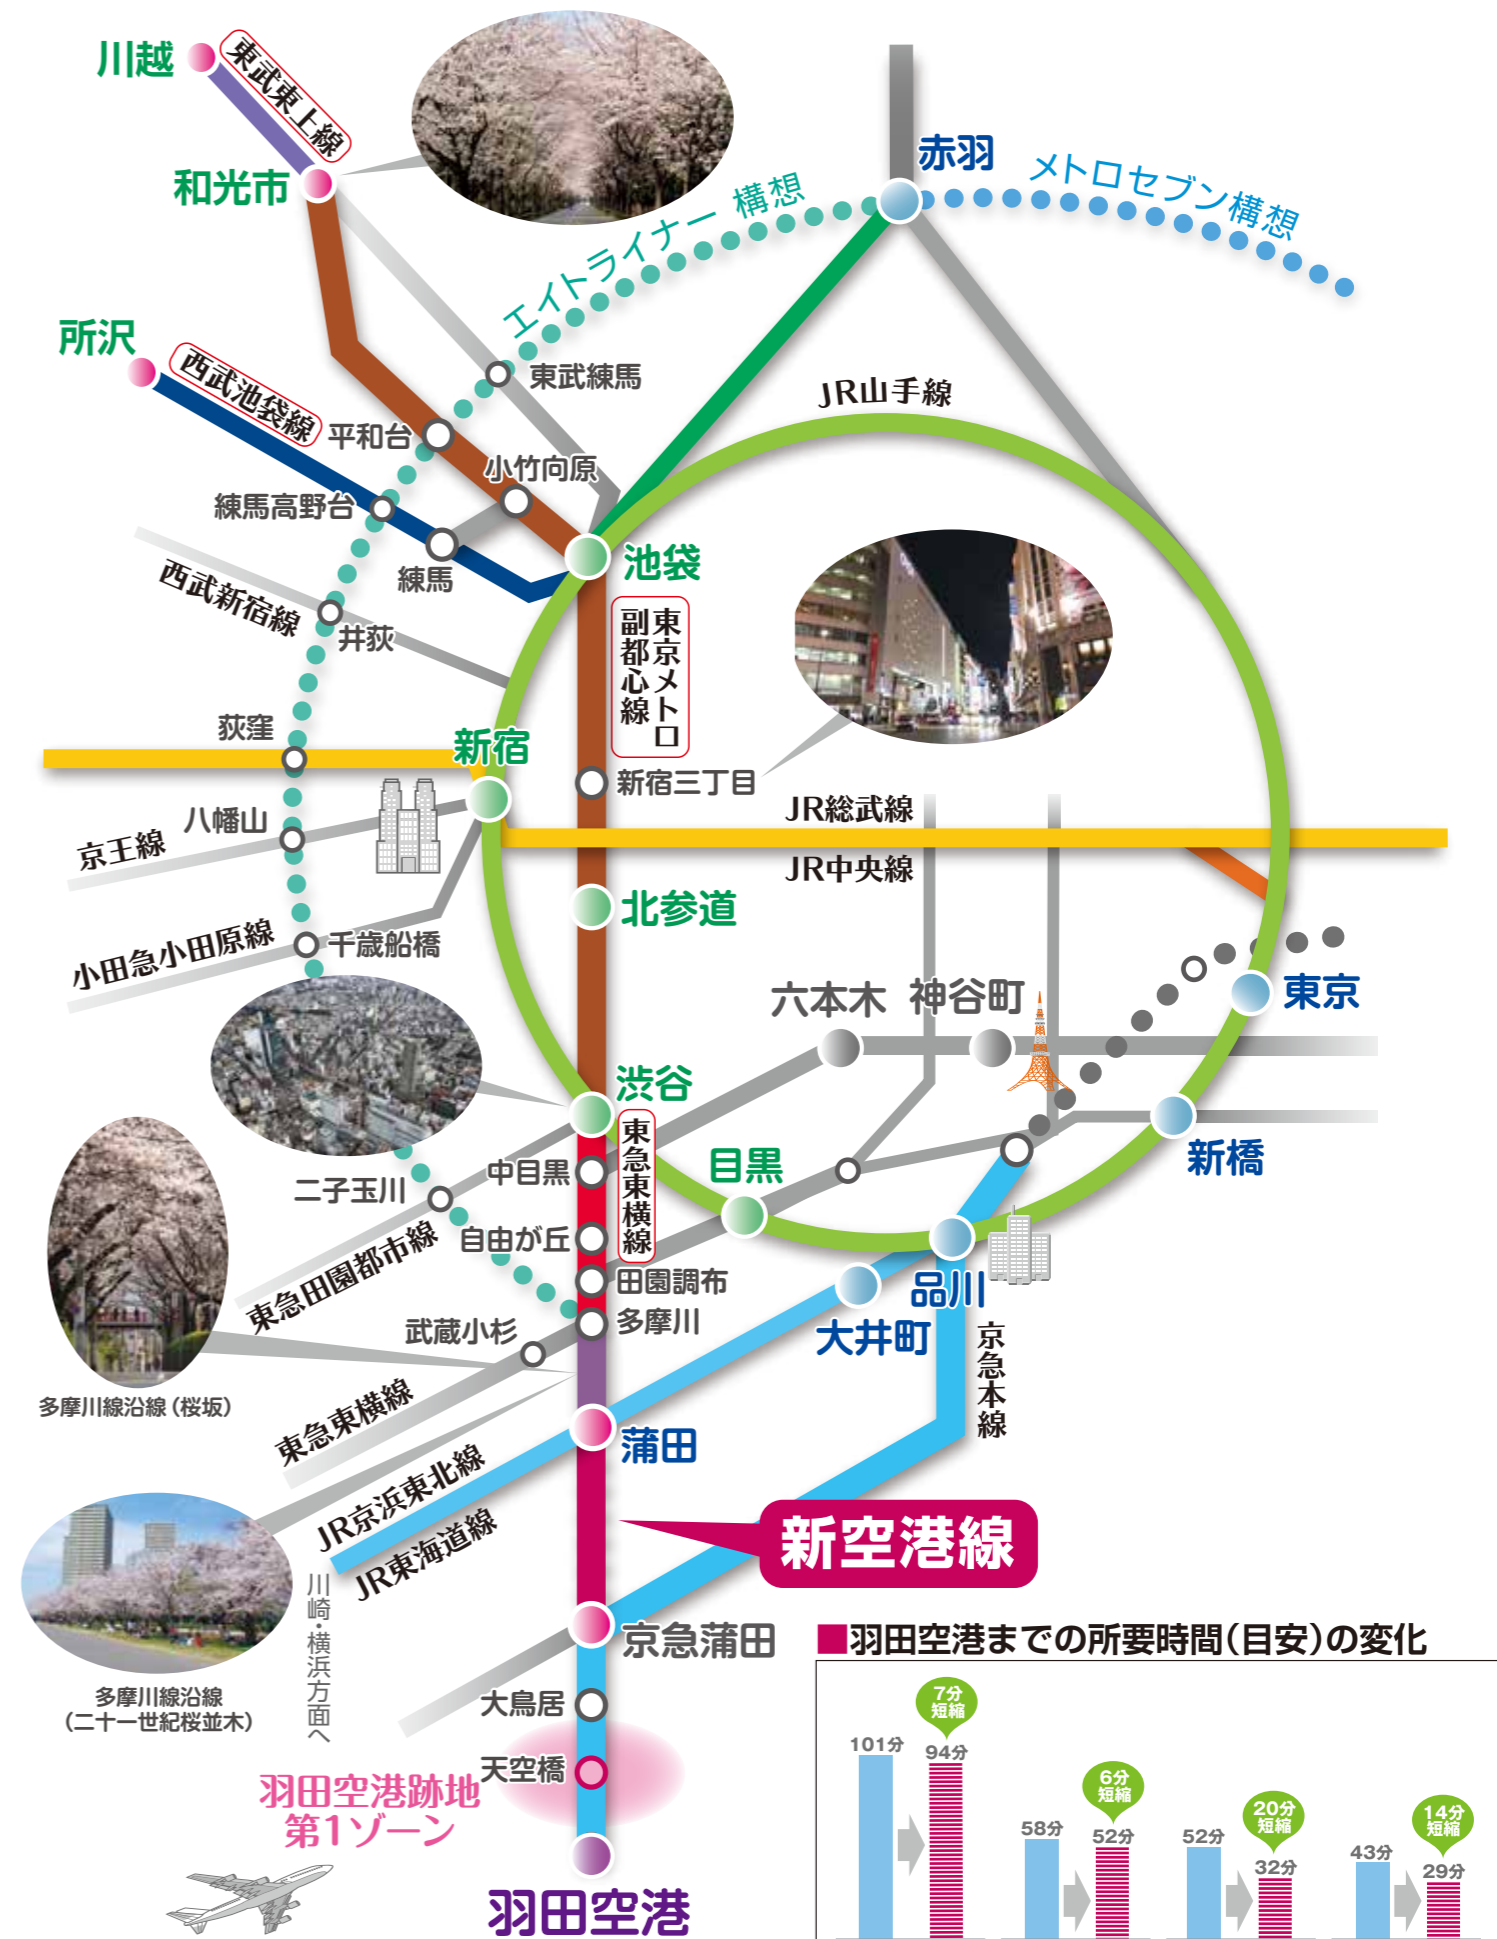 川越
東武東上線
和光市
赤羽
メトロセブン構想
エイトライナー 構想
所沢
西武池袋線
東武練馬
平和台
小竹向原
練馬高野台
練馬
JR山手線
池袋
西武新宿線
井荻
東京メトロ
副都心線
荻窪
新宿
新宿三丁目
八幡山
京王線
JR総武線
JR中央線
北参道
小田急小田原線
千歳船橋
六本木
神谷町
東京
渋谷
東急東横線
中目黒
目黒
新橋
二子玉川
自由が丘
東急田園都市線
田園調布
品川
多摩川
大井町
武蔵小杉
京急本線
多摩川線沿線（桜坂）
東急東横線
蒲田
JR京浜東北線
JR東海道線
新空港線
川崎・横浜方面へ
京急蒲田
多摩川線沿線
（二十一世紀桜並木）
大鳥居
天空橋
羽田空港跡地
第1ゾーン
羽田空港
■羽田空港までの所要時間（目安）の変化
7分
短縮
101分
94分
6分
短縮
58分
52分
20分
短縮
52分
32分
14分
短縮
43分
29分